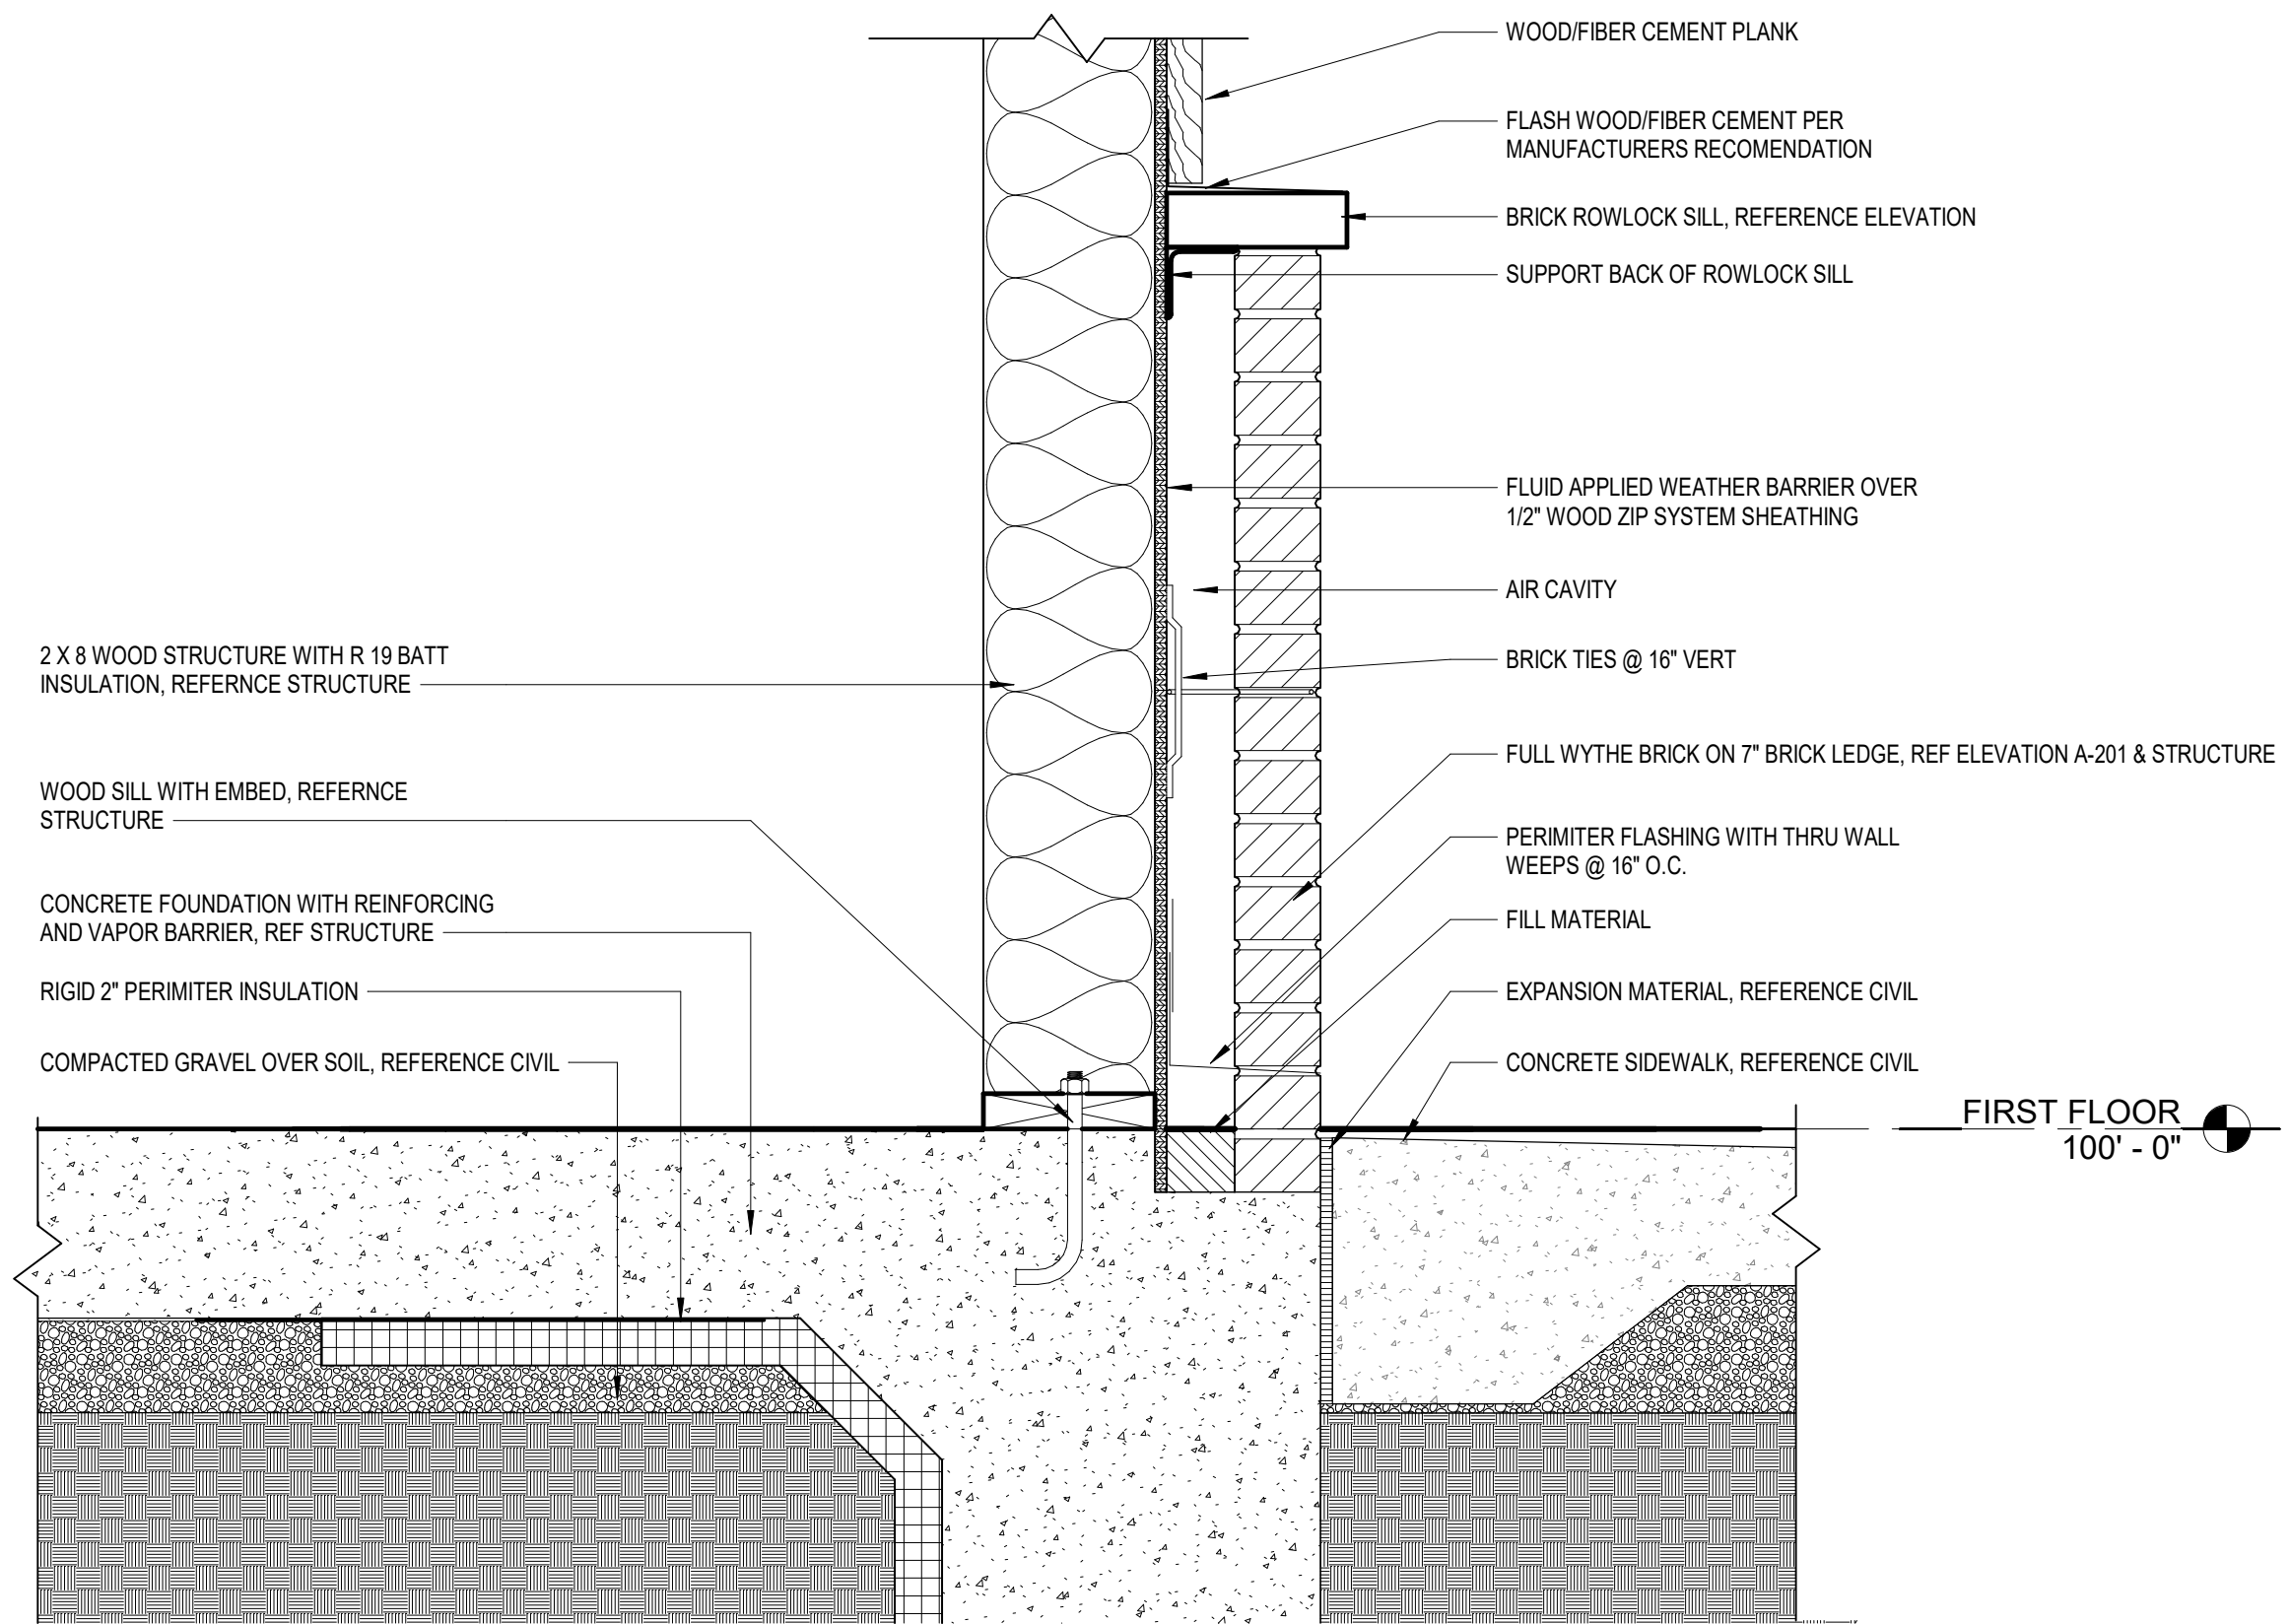 WOOD/FIBER CEMENT PLANK
FLASH WOOD/FIBER CEMENT PER
MANUFACTURERS RECOMENDATION
BRICK ROWLOCK SILL, REFERENCE ELEVATION
SUPPORT BACK OF ROWLOCK SILL
FLUID APPLIED WEATHER BARRIER OVER
1/2" WOOD ZIP SYSTEM SHEATHING
AIR CAVITY
BRICK TIES @ 16" VERT
FULL WYTHE BRICK ON 7" BRICK LEDGE, REF ELEVATION A-201 & STRUCTURE
PERIMITER FLASHING WITH THRU WALL
WEEPS @ 16" O.C.
FILL MATERIAL
EXPANSION MATERIAL, REFERENCE CIVIL
CONCRETE SIDEWALK, REFERENCE CIVIL
2 X 8 WOOD STRUCTURE WITH R 19 BATT
INSULATION, REFERNCE STRUCTURE
WOOD SILL WITH EMBED, REFERNCE
STRUCTURE
CONCRETE FOUNDATION WITH REINFORCING
AND VAPOR BARRIER, REF STRUCTURE
RIGID 2" PERIMITER INSULATION
COMPACTED GRAVEL OVER SOIL, REFERENCE CIVIL
FIRST FLOOR
100' - 0"